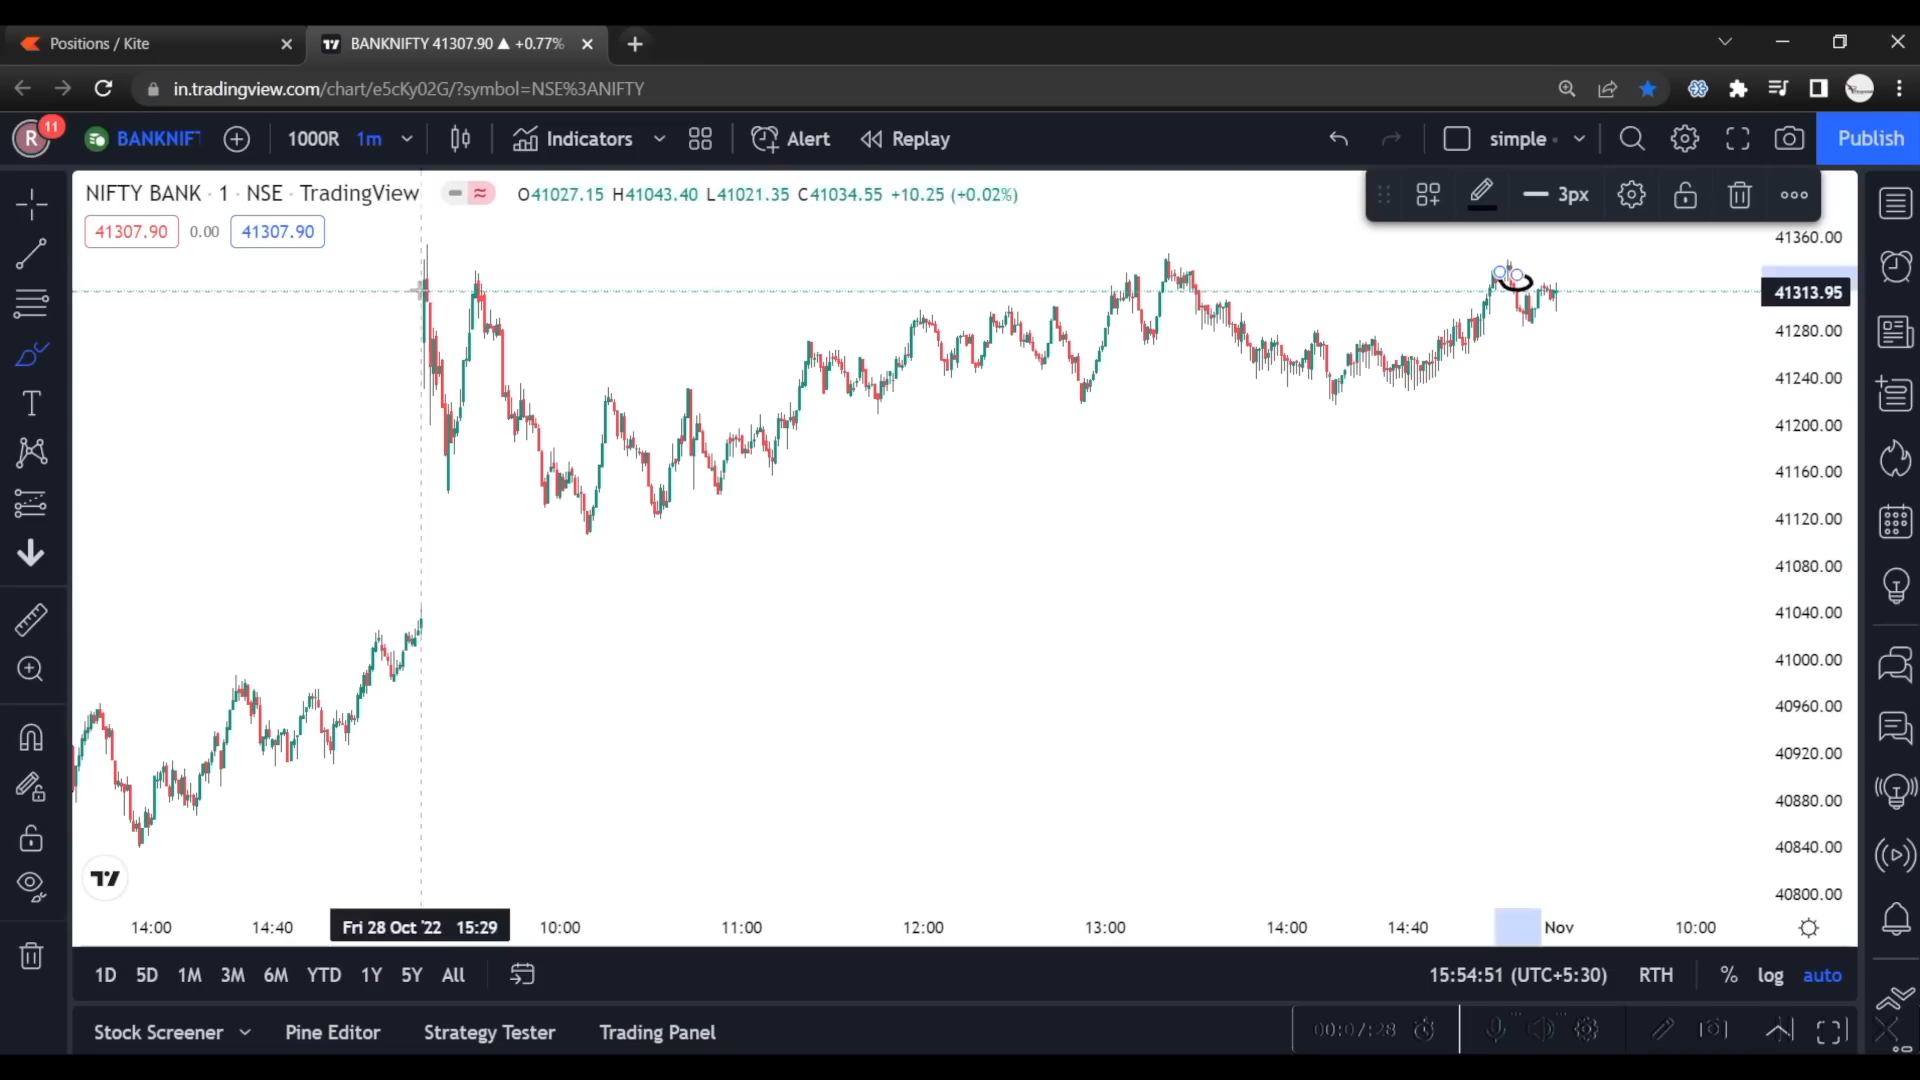 Positions / Kite
BANKNIFTY 41307.90 ▲ +0.77%
in.tradingview.com/chart/e5cKy02G/?symbol=NSE%3ANIFTY
R
11
BANKNIFT
1000R
1m
Indicators
Alert
Replay
simple
Publish
NIFTY BANK · 1 · NSE · TradingView
O41027.15 H43043.40 L41021.35 C41034.55 +10.25 (+0.02%)
41307.90
0.00
41307.90
3px
41360.00
41313.95
41280.00
41240.00
41200.00
41160.00
41120.00
41080.00
41040.00
41000.00
40960.00
40920.00
40880.00
40840.00
40800.00
14:00
14:40
Fri 28 Oct '22 15:29
10:00
11:00
12:00
13:00
14:00
14:40
Nov
10:00
1D 5D 1M 3M 6M YTD 1Y 5Y All
15:54:51 (UTC+5:30)
RTH
%
log
auto
Stock Screener
Pine Editor
Strategy Tester
Trading Panel
00:07:28